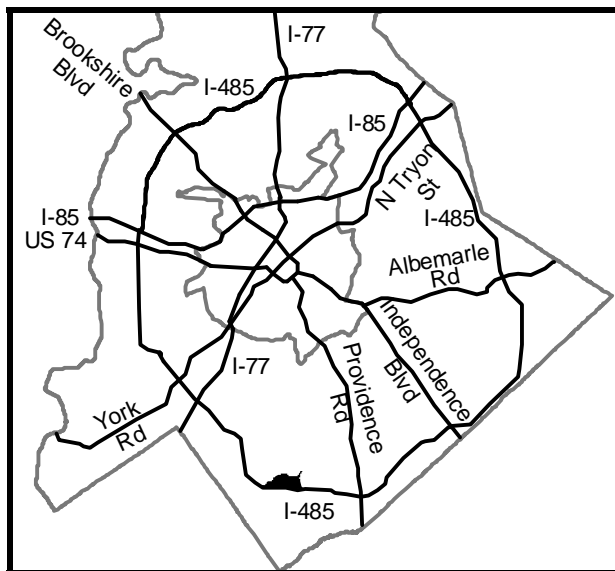 I-77
Brookshire
Blvd
I-485
I-85
N Tryon
St
I-85
US 74
I-485
Albemarle
Rd
Independence
Blvd
Providence
Rd
I-77
York
Rd
I-485